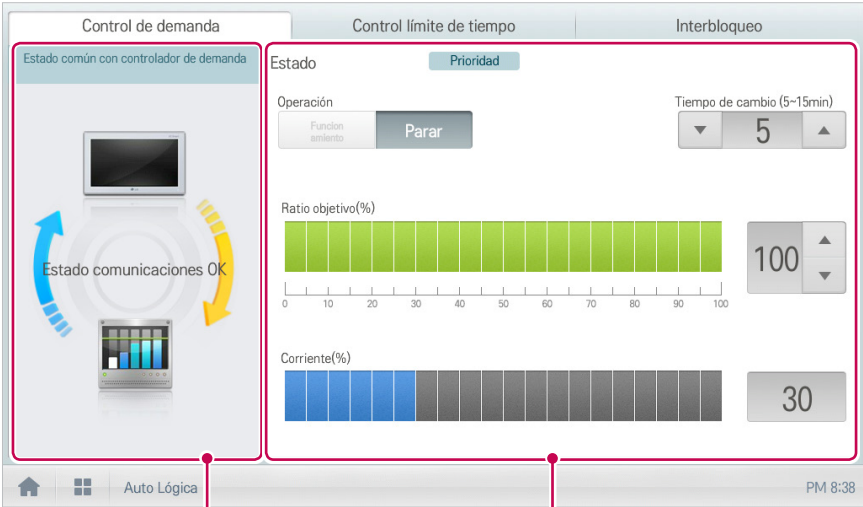 Control de demanda
Control límite de tiempo
Interbloqueo
Estado común con controlador de demanda
Estado comunicaciones OK
Estado
Prioridad
Operación
Funcion
amiento
Parar
Tiempo de cambio (5~15min)
5
Ratio objetivo(%)
100
0 10 20 30 40 50 60 70 80 90 100
Corriente(%)
30
Auto Lógica
PM 8:38